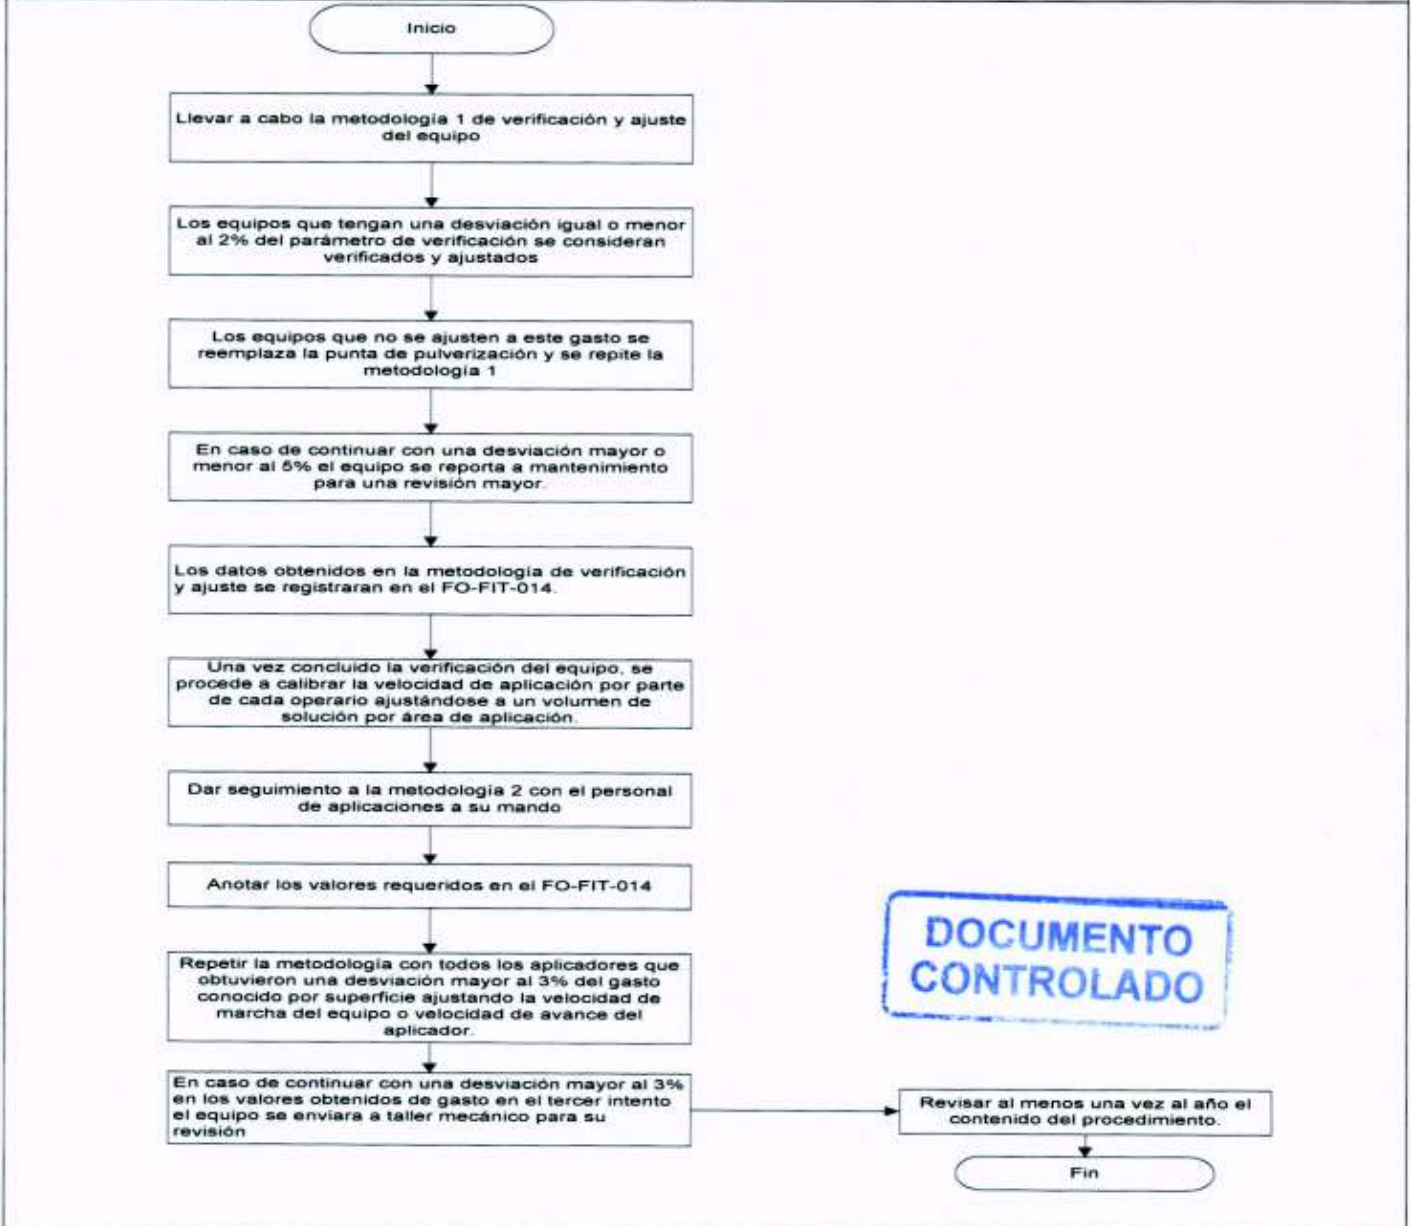 Inicio
Llevar a cabo la metodología 1 de verificación y ajuste
del equipo
Los equipos que tengan una desviación igual o menor
al 2% del parámetro de verificación se consideran
verificados y ajustados
Los equipos que no se ajusten a este gasto se
reemplaza la punta de pulverización y se repite la
metodología 1
En caso de continuar con una desviación mayor o
menor al 5% el equipo se reporta a mantenimiento
para una revisión mayor.
Los datos obtenidos en la metodología de verificación
y ajuste se registraran en el FO-FIT-014.
Una vez concluido la verificación del equipo, se
procede a calibrar la velocidad de aplicación por parte
de cada operario ajustándose a un volumen de
solución por área de aplicación.
Dar seguimiento a la metodología 2 con el personal
de aplicaciones a su mando
Anotar los valores requeridos en el FO-FIT-014
Repetir la metodología con todos los aplicadores que
obtuvieron una desviación mayor al 3% del gasto
conocido por superficie ajustando la velocidad de
marcha del equipo o velocidad de avance del
aplicador.
En caso de continuar con una desviación mayor al 3%
en los valores obtenidos de gasto en el tercer intento
el equipo se enviara a taller mecánico para su
revisión
Revisar al menos una vez al año el
contenido del procedimiento.
Fin
DOCUMENTO
CONTROLADO